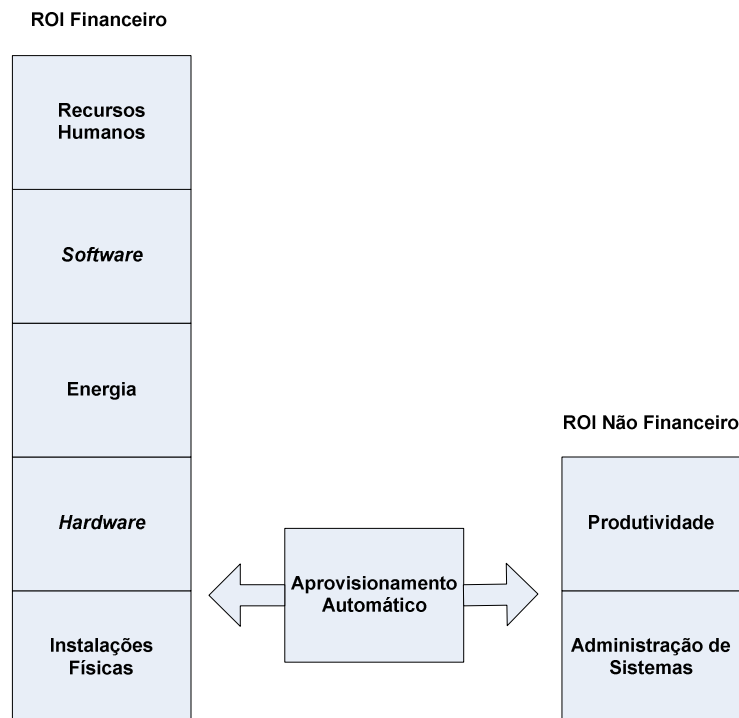 ROI Financeiro
Recursos
Humanos
Software
Energia
Hardware
Instalações
Físicas
Aprovisionamento
Automático
ROI Não Financeiro
Produtividade
Administração de
Sistemas